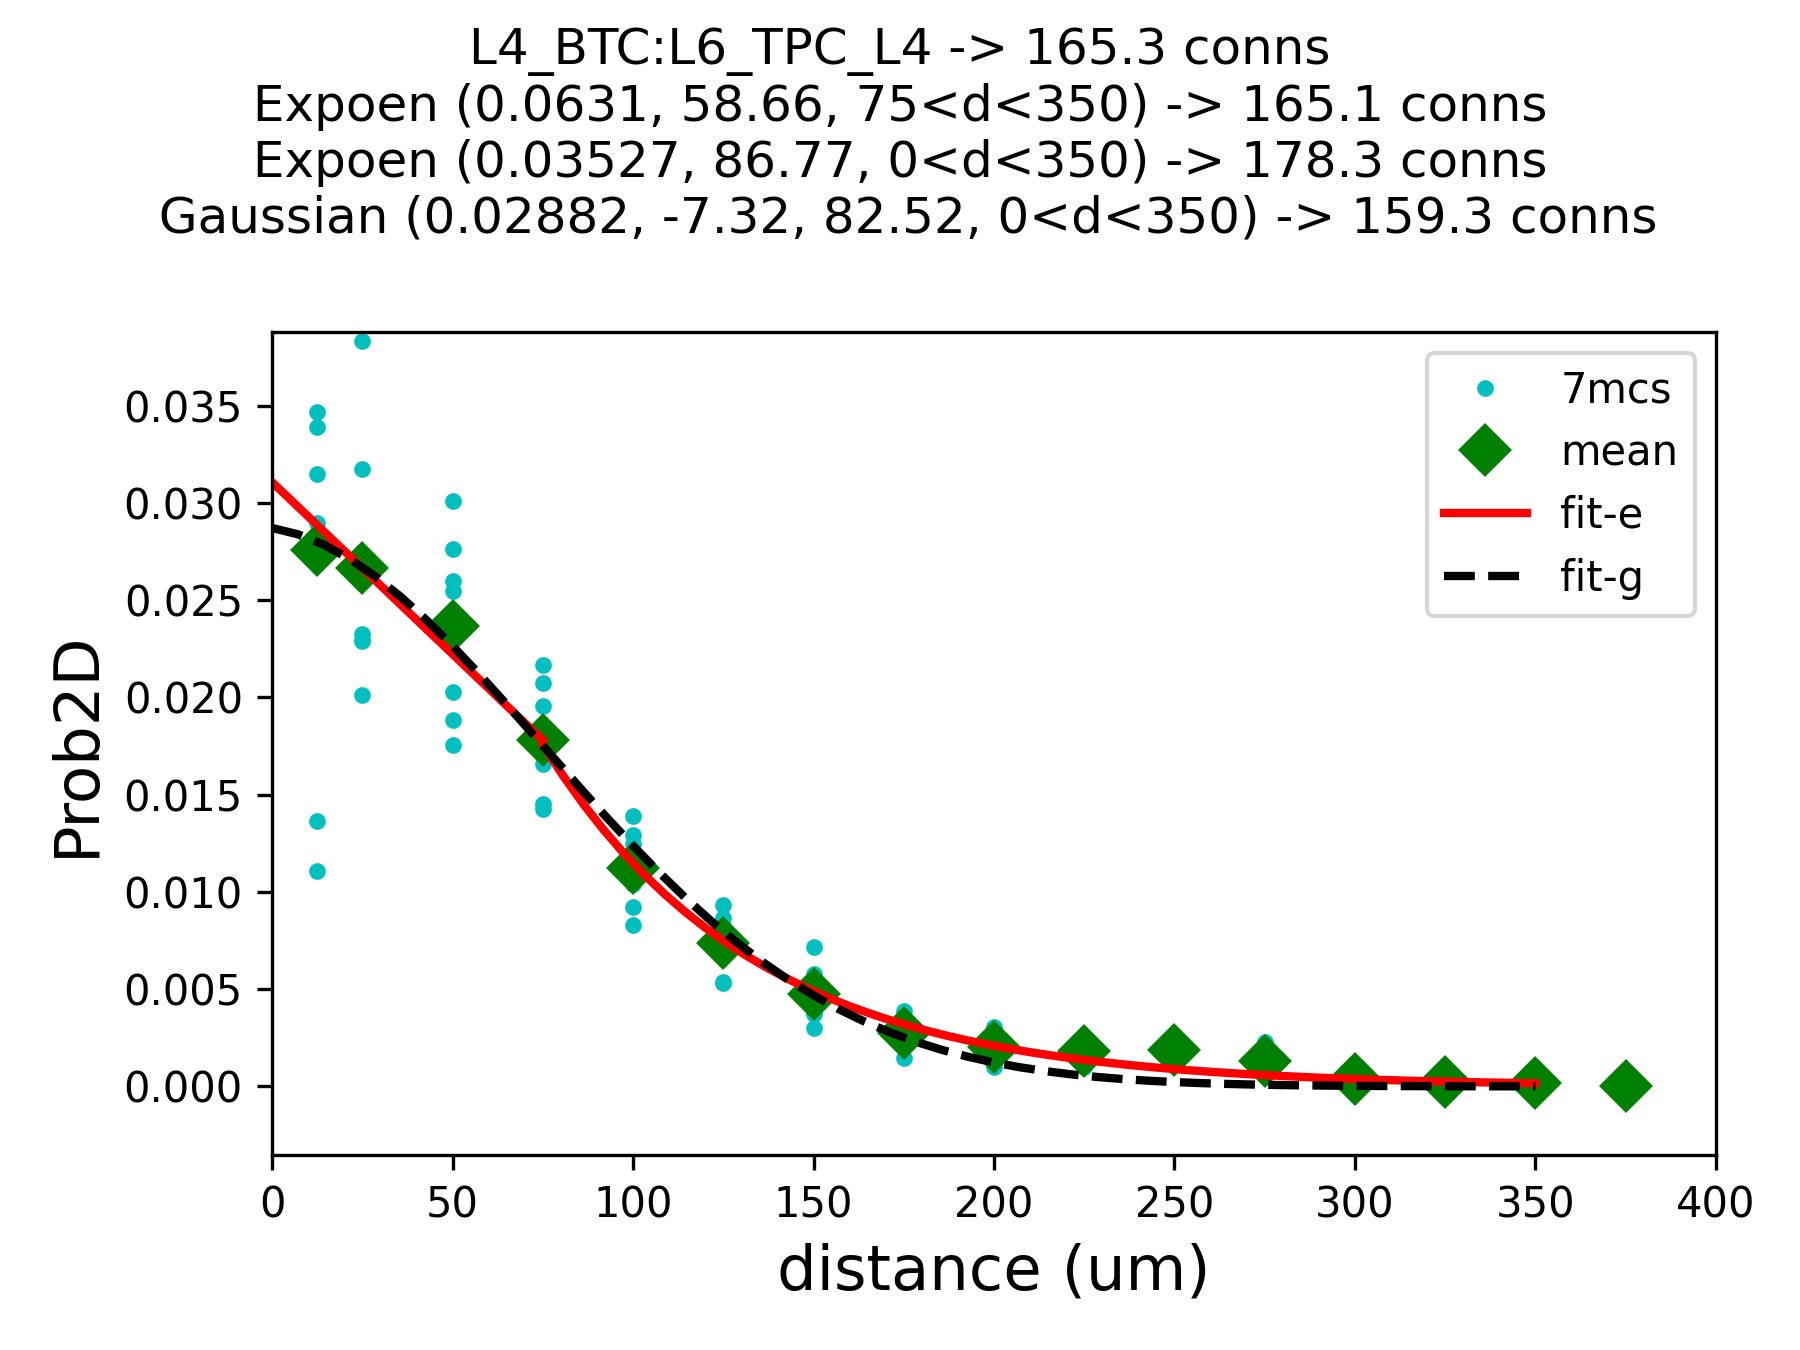 L4_BTC:L6_TPC_L4 -> 165.3 conns
Expoen (0.0631, 58.66, 75<d<350) -> 165.1 conns
Expoen (0.03527, 86.77, 0<d<350) -> 178.3 conns
Gaussian (0.02882, -7.32, 82.52, 0<d<350) -> 159.3 conns
7mcs
mean
fit-e
fit-g
Prob2D
0.035
0.030
0.025
0.020
0.015
0.010
0.005
0.000
0 50 100 150 200 250 300 350 400
distance (um)